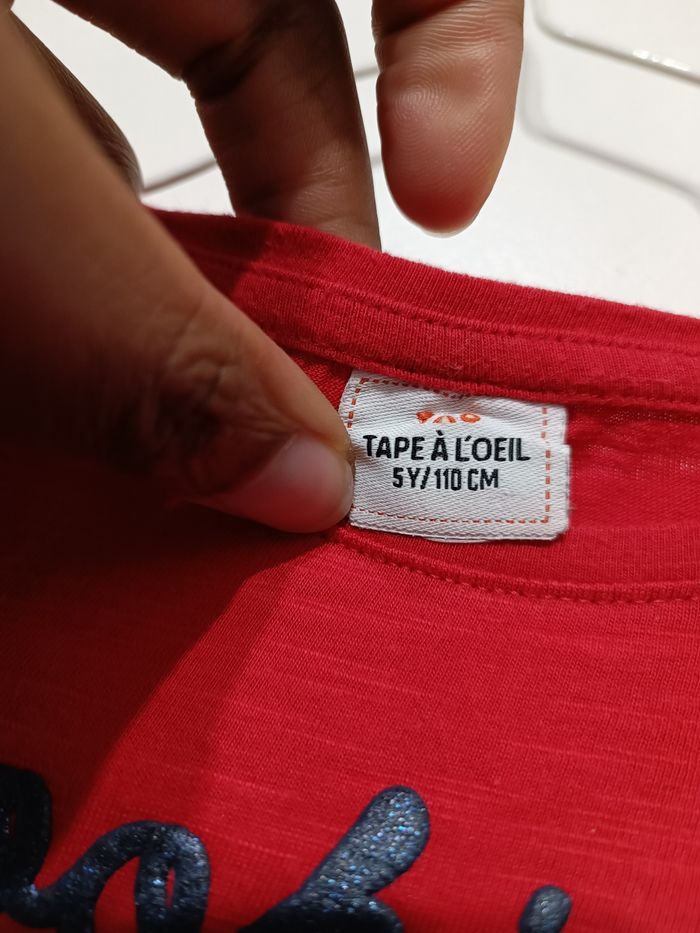 TAPE À L'OEIL
5Y/110 CM